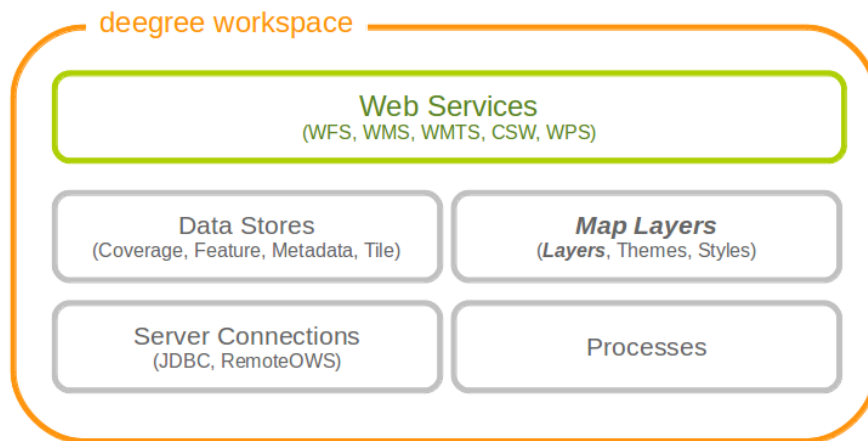 deegree workspace
Web Services
(WFS, WMS, WMTS, CSW, WPS)
Data Stores
(Coverage, Feature, Metadata, Tile)
Map Layers
(Layers, Themes, Styles)
Server Connections
(JDBC, RemoteOWS)
Processes